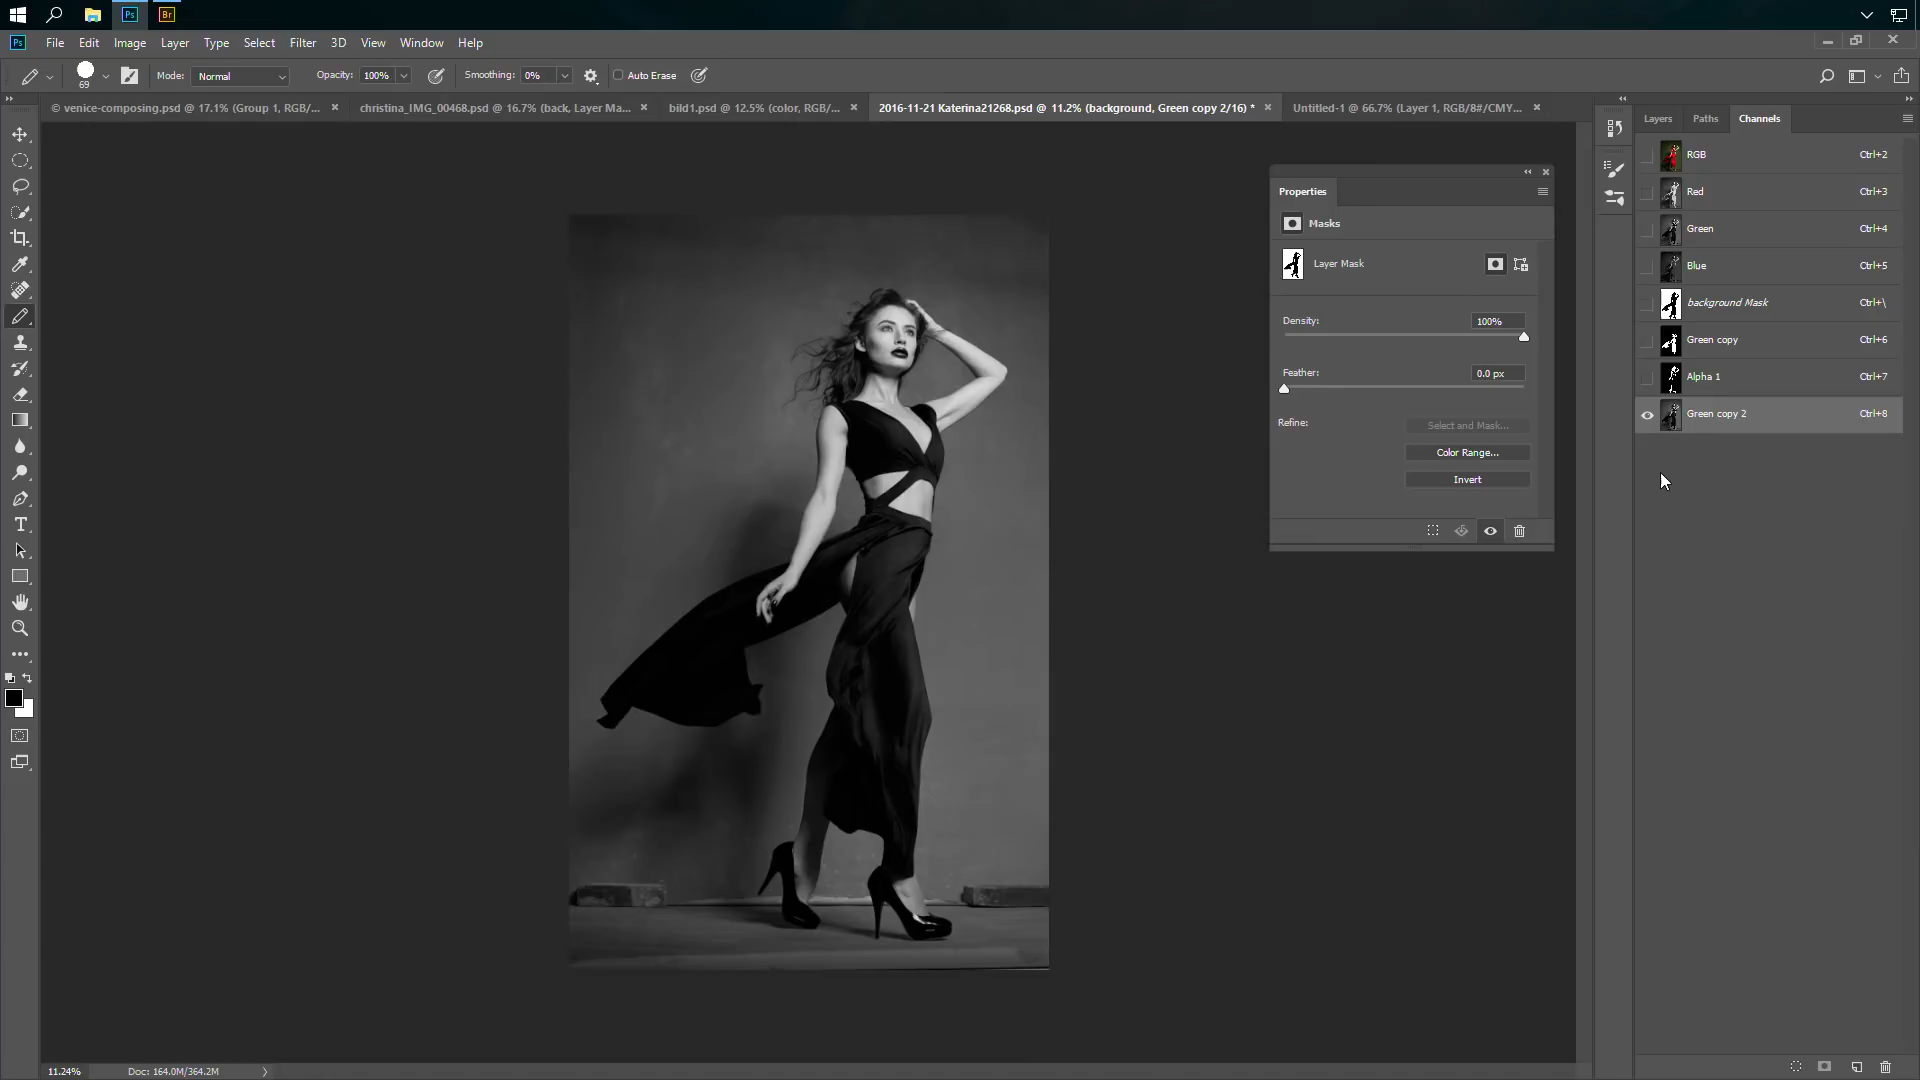 Ps
Br
Ps
File
Edit
Image
Layer
Type
Select
Filter
3D
View
Window
Help
69
Mode:
Normal
Opacity:
100%
Smoothing:
0%
Auto Erase
© venice-composing.psd @ 17.1% (Group 1, RGB/...
christina_IMG_00468.psd @ 16.7% (back, Layer Ma...
bild1.psd @ 12.5% (color, RGB/...
2016-11-21 Katerina21268.psd @ 11.2% (background, Green copy 2/16) *
Untitled-1 @ 66.7% (Layer 1, RGB/8#/CMY...
Layers
Paths
Channels
RGB
Ctrl+2
Red
Ctrl+3
Green
Ctrl+4
Blue
Ctrl+5
background Mask
Ctrl+\
Green copy
Ctrl+6
Alpha 1
Ctrl+7
Green copy 2
Ctrl+8
Properties
Masks
Layer Mask
Density:
100%
Feather:
0.0 px
Refine:
Select and Mask...
Color Range...
Invert
11.24%
Doc: 164.0M/364.2M